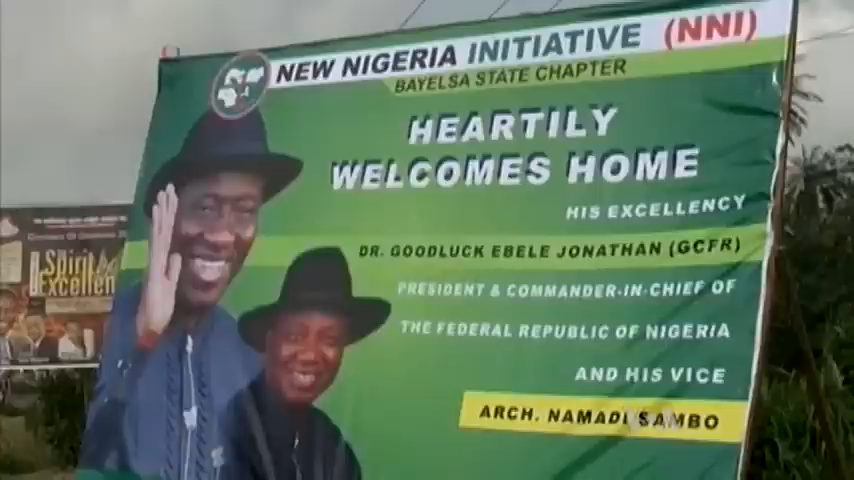 NEW NIGERIA INITIATIVE (NNI)
BAYELSA STATE CHAPTER
HEARTILY
WELCOMES HOME
HIS EXCELLENCY
DR. GOODLUCK EBELE JONATHAN (GCFR)
PRESIDENT & COMMANDER-IN-CHIEF OF
THE FEDERAL REPUBLIC OF NIGERIA
AND HIS VICE
ARCH. NAMADI SAMBO
Spirit
Excellen